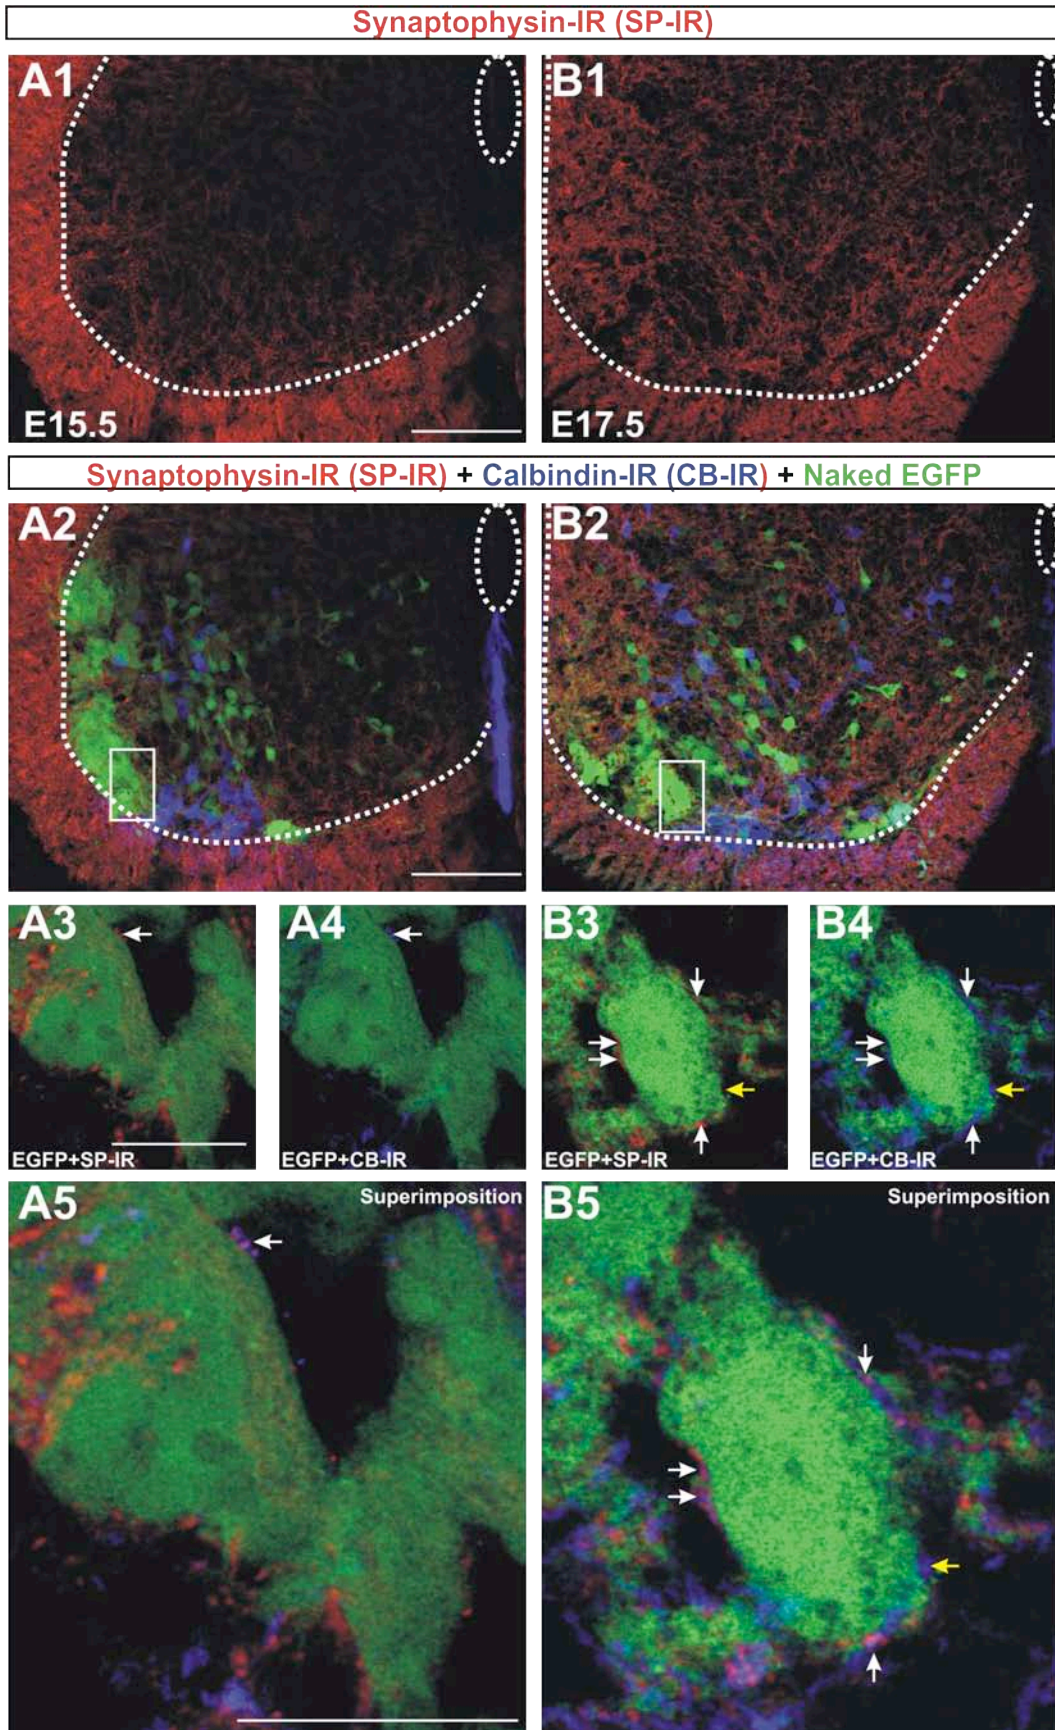 Synaptophysin-IR (SP-IR)
A1
B1
E15.5
E17.5
Synaptophysin-IR (SP-IR) + Calbindin-IR (CB-IR) + Naked EGFP
A2
B2
A3
A4
B3
B4
EGFP+SP-IR
EGFP+CB-IR
EGFP+SP-IR
EGFP+CB-IR
A5
Superimposition
B5
Superimposition